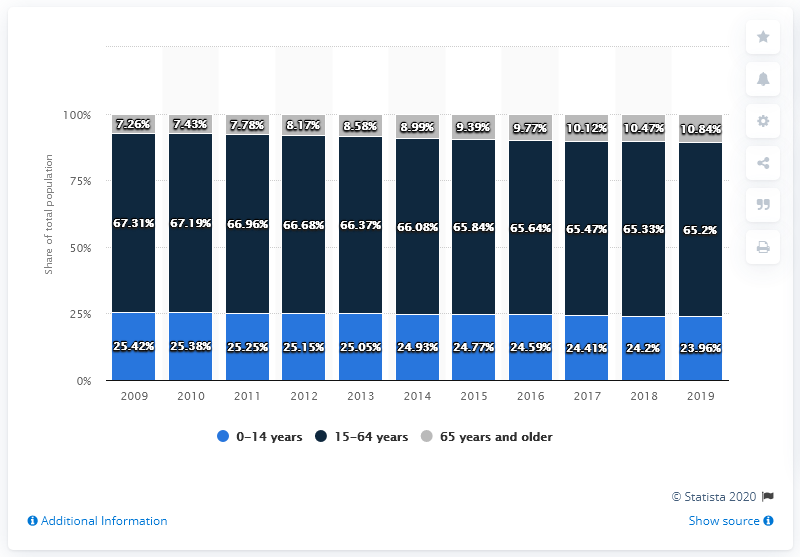 100%
75%
50%
25%
0%
Share of total population
7.26% 7.43% 7.78% 8.17% 8.58% 8.99% 9.39% 9.77% 10.12% 10.47% 10.84%
67.31% 67.19% 66.96% 66.68% 66.37% 66.08% 65.84% 65.64% 65.47% 65.33% 65.2%
25.42% 25.38% 25.25% 25.15% 25.05% 24.93% 24.77% 24.59% 24.41% 24.2% 23.96%
2009 2010 2011 2012 2013 2014 2015 2016 2017 2018 2019
0-14 years 15-64 years 65 years and older
© Statista 2020
Additional Information
Show source